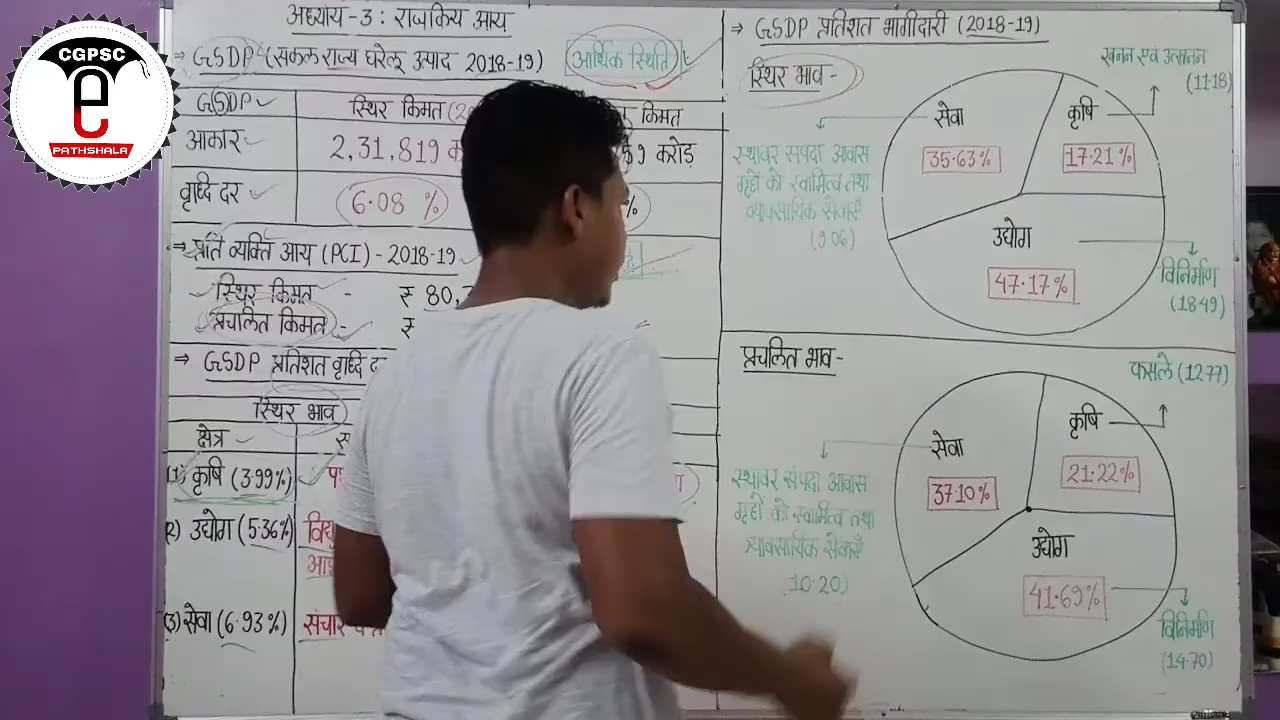 CGPSC
e
PATHSHALA
अध्याय-3 : राजकिय आय
→ GSDP (सकल राज्य घरेलू उत्पाद 2018-19) आर्थिक स्थिति
GSDP स्थिर किमत किमत
आकार 2,31,819 करोड़
वृध्दि दर 6.08 % %
→ प्रति व्यक्ति आय (PCI) - 2018-19
स्थिर किमत - ₹ 80,
प्रचलित किमत - ₹
→ GSDP प्रतिशत वृध्दि
स्थिर भाव
क्षेत्र
(1) कृषि (3.99%)
(2) उद्योग (5.36%)
(3) सेवा (6.93%) संचार
→ GSDP प्रतिशत भागीदारी (2018-19)
स्थिर भाव -
खनन एवं उत्खनन
(11.18)
सेवा
35.63%
कृषि
17.21%
उद्योग
47.17%
स्थावर संपदा आवास
गृहों का स्वामित्व तथा
व्यावसायिक सेवाएँ
(9.06)
विनिर्माण
(18.49)
प्रचलित भाव -
फसले (12.77)
सेवा
37.10%
कृषि
21.22%
उद्योग
41.69%
स्थावर संपदा आवास
गृहों का स्वामित्व तथा
व्यावसायिक सेवाएँ
10.20)
विनिर्माण
(14.70)